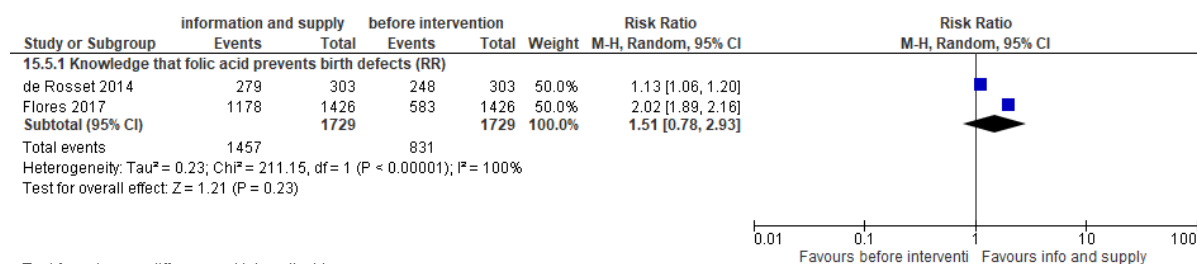 information and supply before intervention Risk Ratio Risk Ratio
Study or Subgroup Events Total Events Total Weight M-H, Random, 95% CI M-H, Random, 95% CI
15.5.1 Knowledge that folic acid prevents birth defects (RR)
de Rosset 2014 279 303 248 303 50.0% 1.13 [1.06, 1.20]
Flores 2017 1178 1426 583 1426 50.0% 2.02 [1.89, 2.16]
Subtotal (95% CI) 1729 1729 100.0% 1.51 [0.78, 2.93]
Total events 1457 831
Heterogeneity: Tau² = 0.23; Chi² = 211.15, df = 1 (P < 0.00001); I² = 100%
Test for overall effect: Z = 1.21 (P = 0.23)
0.01 0.1 1 10 100
Favours before interventi Favours info and supply